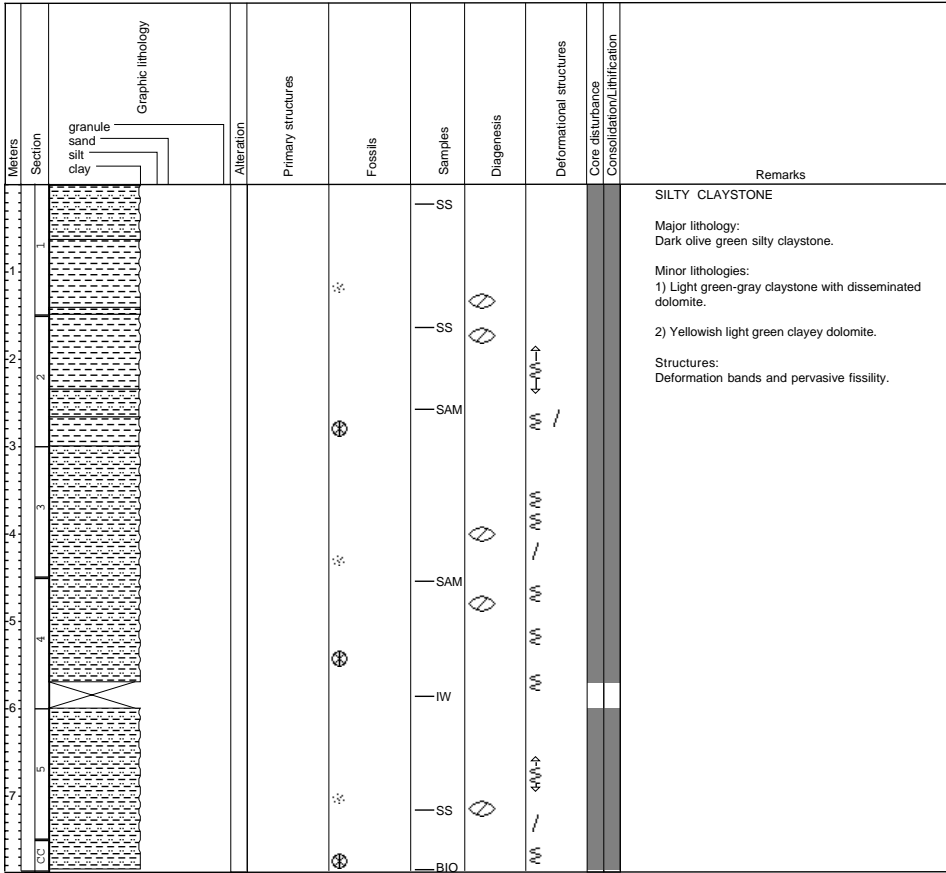 Meters
Section
Graphic lithology
granule
sand
silt
clay
Alteration
Primary structures
Fossils
Samples
Diagenesis
Deformational structures
Core disturbance
Consolidation/Lithification
Remarks
1
2
3
4
5
6
7
1
2
3
4
5
CC
SS
SS
SAM
SAM
IW
SS
BIO
SILTY CLAYSTONE
Major lithology:
Dark olive green silty claystone.
Minor lithologies:
1) Light green-gray claystone with disseminated
dolomite.
2) Yellowish light green clayey dolomite.
Structures:
Deformation bands and pervasive fissility.